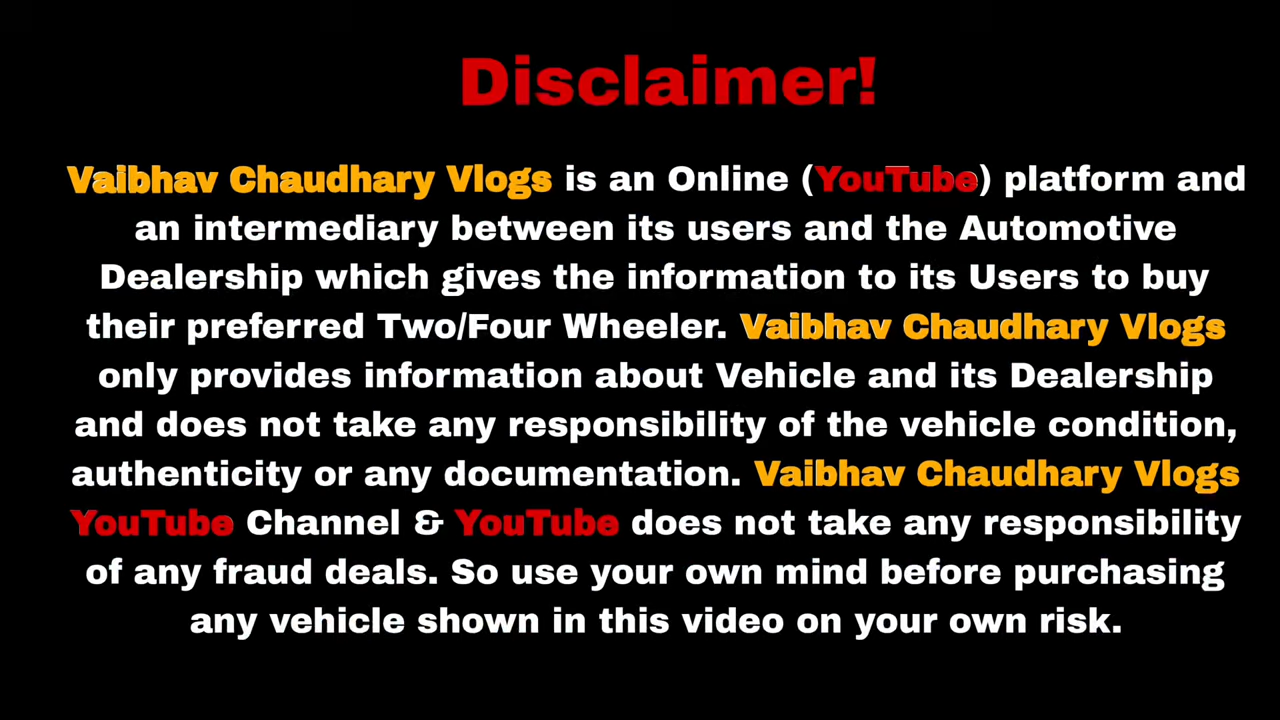 Disclaimer!
Vaibhav Chaudhary Vlogs is an Online (YouTube) platform and
an intermediary between its users and the Automotive
Dealership which gives the information to its Users to buy
their preferred Two/Four Wheeler. Vaibhav Chaudhary Vlogs
only provides information about Vehicle and its Dealership
and does not take any responsibility of the vehicle condition,
authenticity or any documentation. Vaibhav Chaudhary Vlogs
YouTube Channel & YouTube does not take any responsibility
of any fraud deals. So use your own mind before purchasing
any vehicle shown in this video on your own risk.